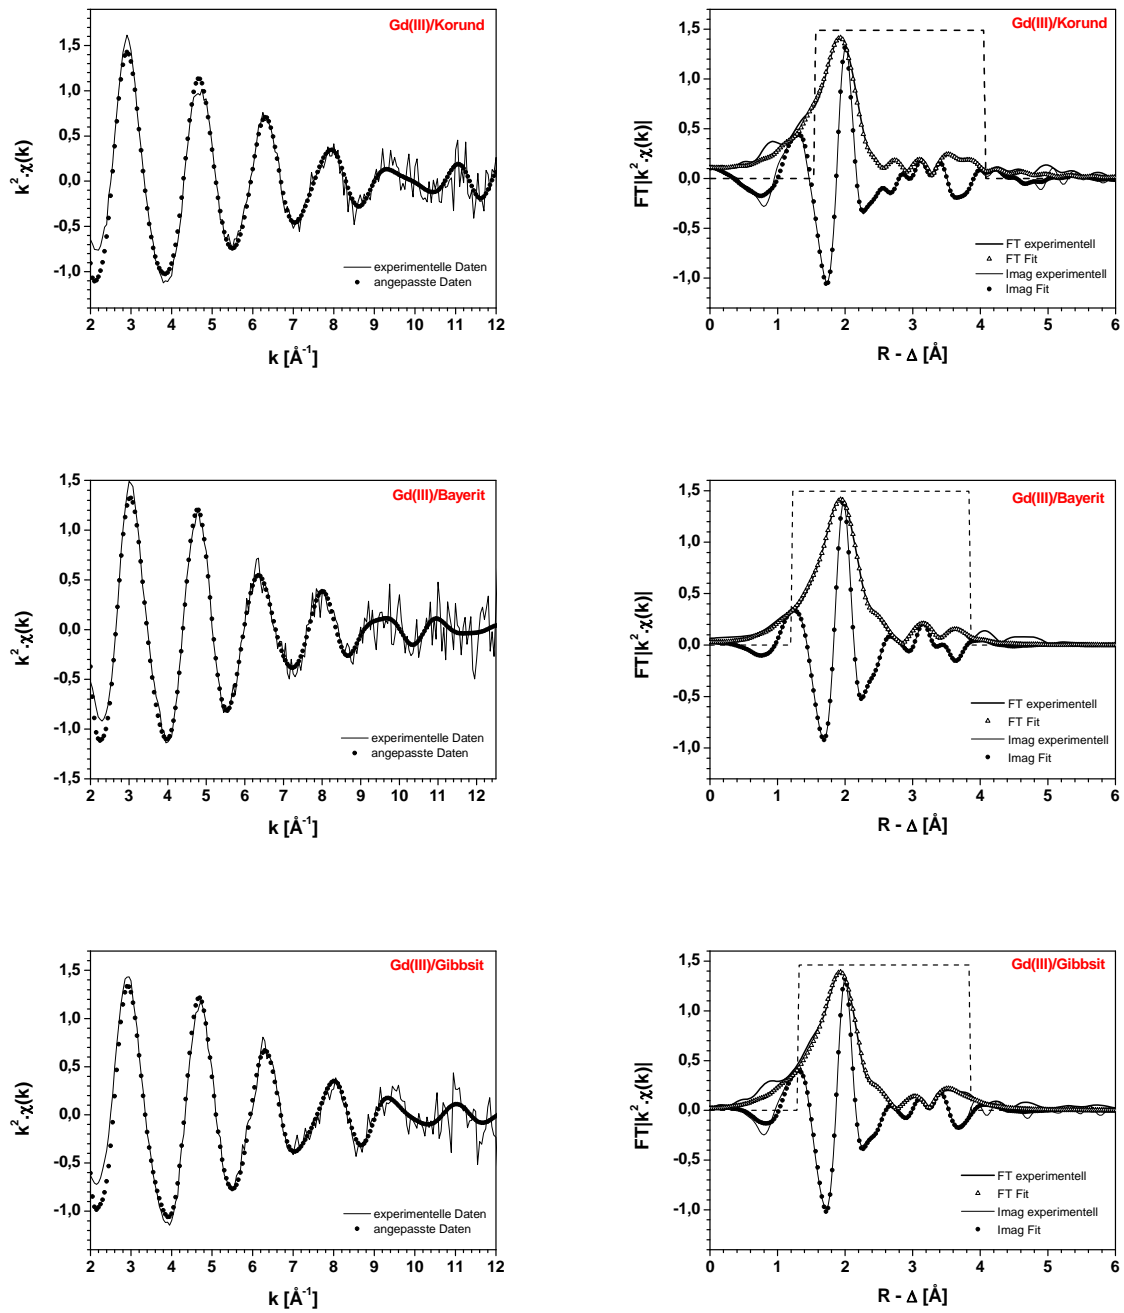 Gd(III)/Korund
1,5
1,0
0,5
0,0
-0,5
-1,0
k².χ(k)
experimentelle Daten
angepasste Daten
2 3 4 5 6 7 8 9 10 11 12
k [Å⁻¹]
Gd(III)/Korund
1,5
1,0
0,5
0,0
-0,5
-1,0
FT|k².χ(k)|
FT experimentell
FT Fit
Imag experimentell
Imag Fit
0 1 2 3 4 5 6
R - Δ [Å]
Gd(III)/Bayerit
1,5
1,0
0,5
0,0
-0,5
-1,0
-1,5
k².χ(k)
experimentelle Daten
angepasste Daten
2 3 4 5 6 7 8 9 10 11 12
k [Å⁻¹]
Gd(III)/Bayerit
1,5
1,0
0,5
0,0
-0,5
-1,0
FT|k².χ(k)|
FT experimentell
FT Fit
Imag experimentell
Imag Fit
0 1 2 3 4 5 6
R - Δ [Å]
Gd(III)/Gibbsit
1,5
1,0
0,5
0,0
-0,5
-1,0
k².χ(k)
experimentelle Daten
angepasste Daten
2 3 4 5 6 7 8 9 10 11 12
k [Å⁻¹]
Gd(III)/Gibbsit
1,5
1,0
0,5
0,0
-0,5
-1,0
FT|k².χ(k)|
FT experimentell
FT Fit
Imag experimentell
Imag Fit
0 1 2 3 4 5 6
R - Δ [Å]